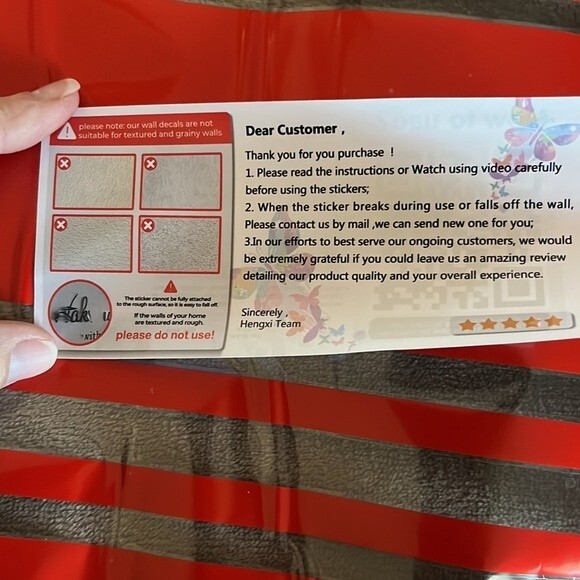 please note: our wall decals are not
suitable for textured and grainy walls
The sticker cannot be fully attached
to the rough surface, so it is easy to fall off.
If the walls of your home
are textured and rough.
please do not use!
with
Dear Customer ,
Thank you for you purchase !
1. Please read the instructions or Watch using video carefully
before using the stickers;
2. When the sticker breaks during use or falls off the wall,
Please contact us by mail ,we can send new one for you;
3.In our efforts to best serve our ongoing customers, we would
be extremely grateful if you could leave us an amazing review
detailing our product quality and your overall experience.
Sincerely ,
Hengxi Team